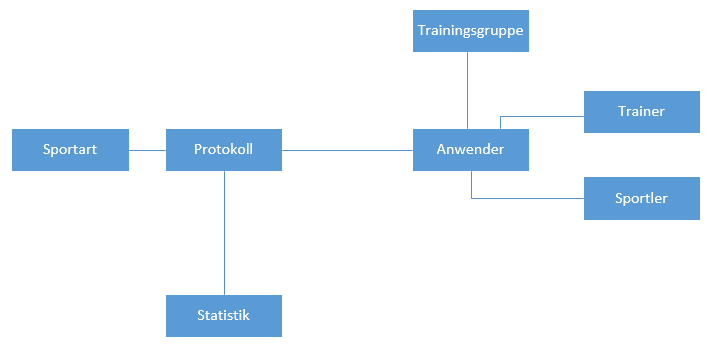 Trainingsgruppe
Trainer
Sportart
Protokoll
Anwender
Sportler
Statistik